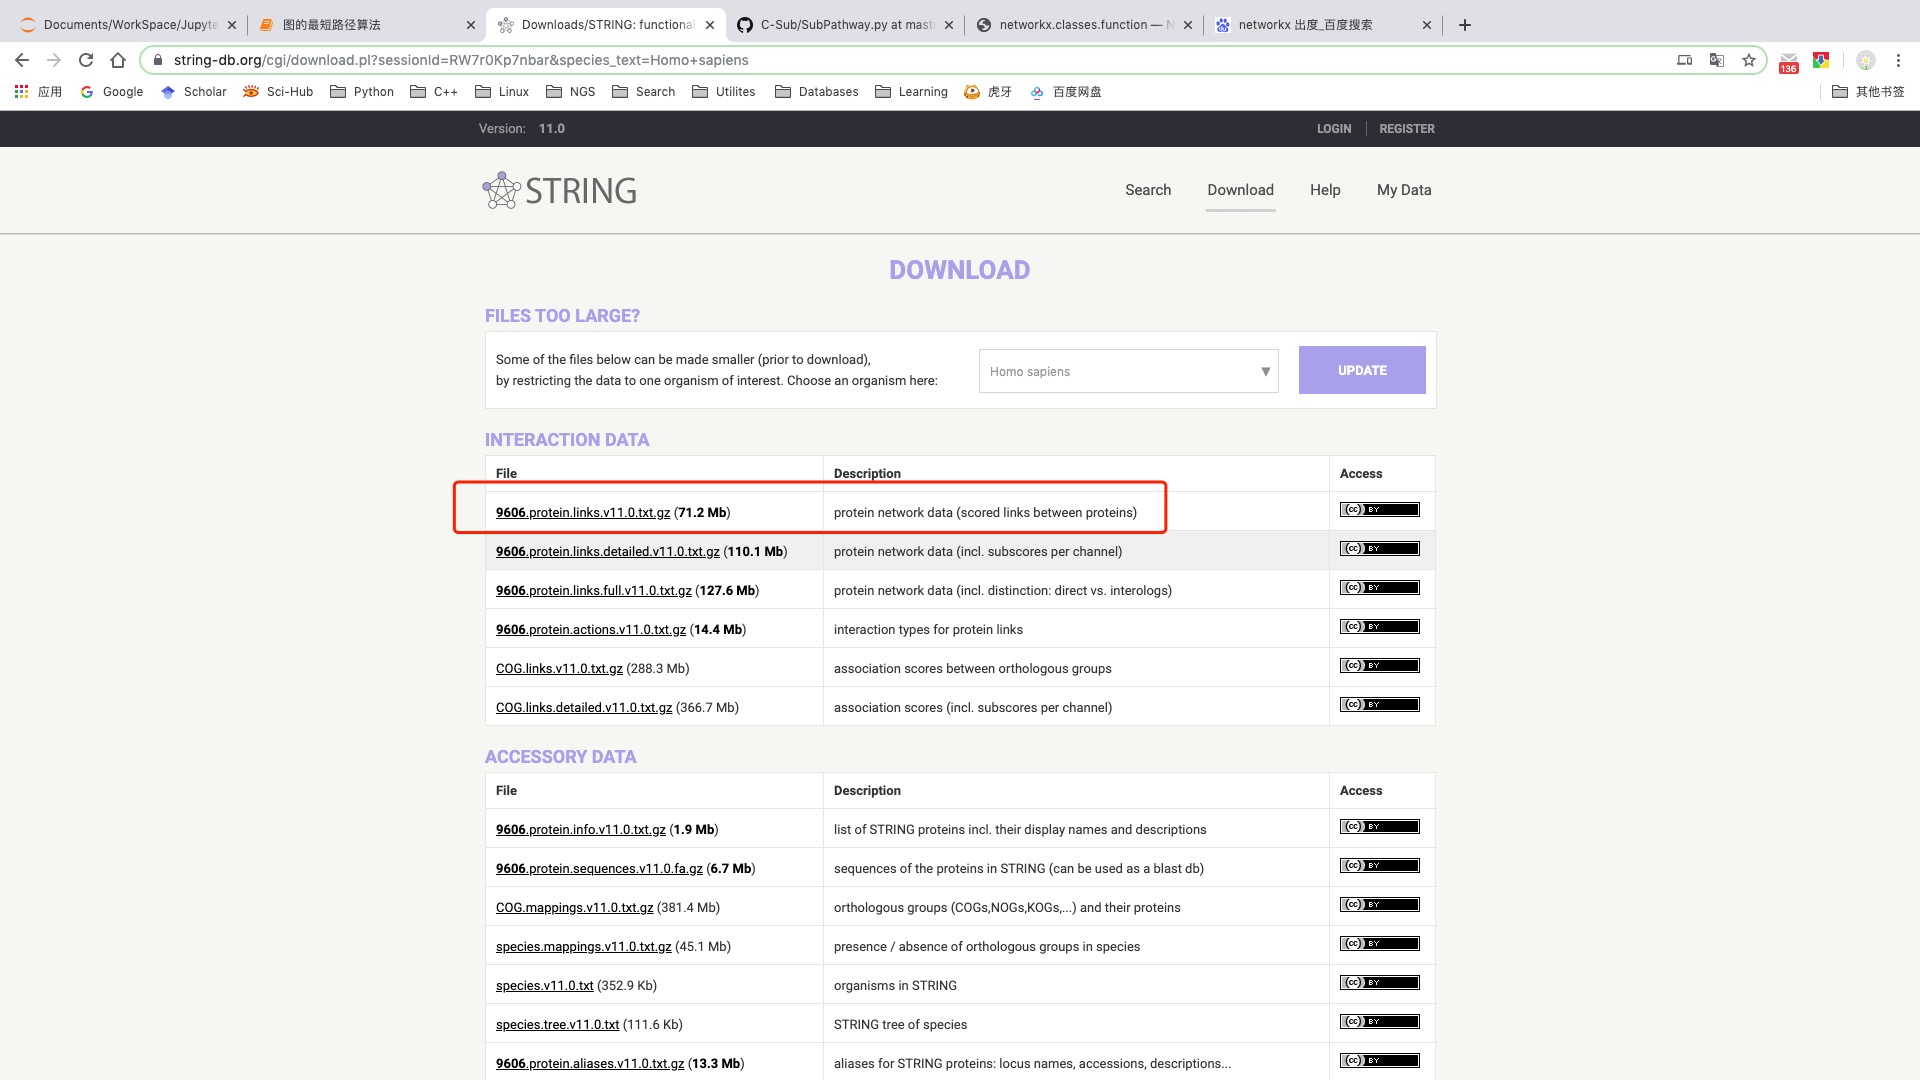 Documents/WorkSpace/Jupyte
图的最短路径算法
Downloads/STRING: functional
C-Sub/SubPathway.py at mast
networkx.classes.function — N
networkx 出度_百度搜索
string-db.org/cgi/download.pl?sessionId=RW7r0Kp7nbar&species_text=Homo+sapiens
136
应用 Google Scholar Sci-Hub Python C++ Linux NGS Search Utilites Databases Learning 虎牙 百度网盘 其他书签
Version: 11.0 LOGIN REGISTER
STRING Search Download Help My Data
DOWNLOAD
FILES TOO LARGE?
Some of the files below can be made smaller (prior to download),
by restricting the data to one organism of interest. Choose an organism here:
Homo sapiens
UPDATE
INTERACTION DATA
File Description Access
9606.protein.links.v11.0.txt.gz (71.2 Mb) protein network data (scored links between proteins) (cc) BY
9606.protein.links.detailed.v11.0.txt.gz (110.1 Mb) protein network data (incl. subscores per channel) (cc) BY
9606.protein.links.full.v11.0.txt.gz (127.6 Mb) protein network data (incl. distinction: direct vs. interologs) (cc) BY
9606.protein.actions.v11.0.txt.gz (14.4 Mb) interaction types for protein links (cc) BY
COG.links.v11.0.txt.gz (288.3 Mb) association scores between orthologous groups (cc) BY
COG.links.detailed.v11.0.txt.gz (366.7 Mb) association scores (incl. subscores per channel) (cc) BY
ACCESSORY DATA
File Description Access
9606.protein.info.v11.0.txt.gz (1.9 Mb) list of STRING proteins incl. their display names and descriptions (cc) BY
9606.protein.sequences.v11.0.fa.gz (6.7 Mb) sequences of the proteins in STRING (can be used as a blast db) (cc) BY
COG.mappings.v11.0.txt.gz (381.4 Mb) orthologous groups (COGs,NOGs,KOGs,...) and their proteins (cc) BY
species.mappings.v11.0.txt.gz (45.1 Mb) presence / absence of orthologous groups in species (cc) BY
species.v11.0.txt (352.9 Kb) organisms in STRING (cc) BY
species.tree.v11.0.txt (111.6 Kb) STRING tree of species (cc) BY
9606.protein.aliases.v11.0.txt.gz (13.3 Mb) aliases for STRING proteins: locus names, accessions, descriptions... (cc) BY